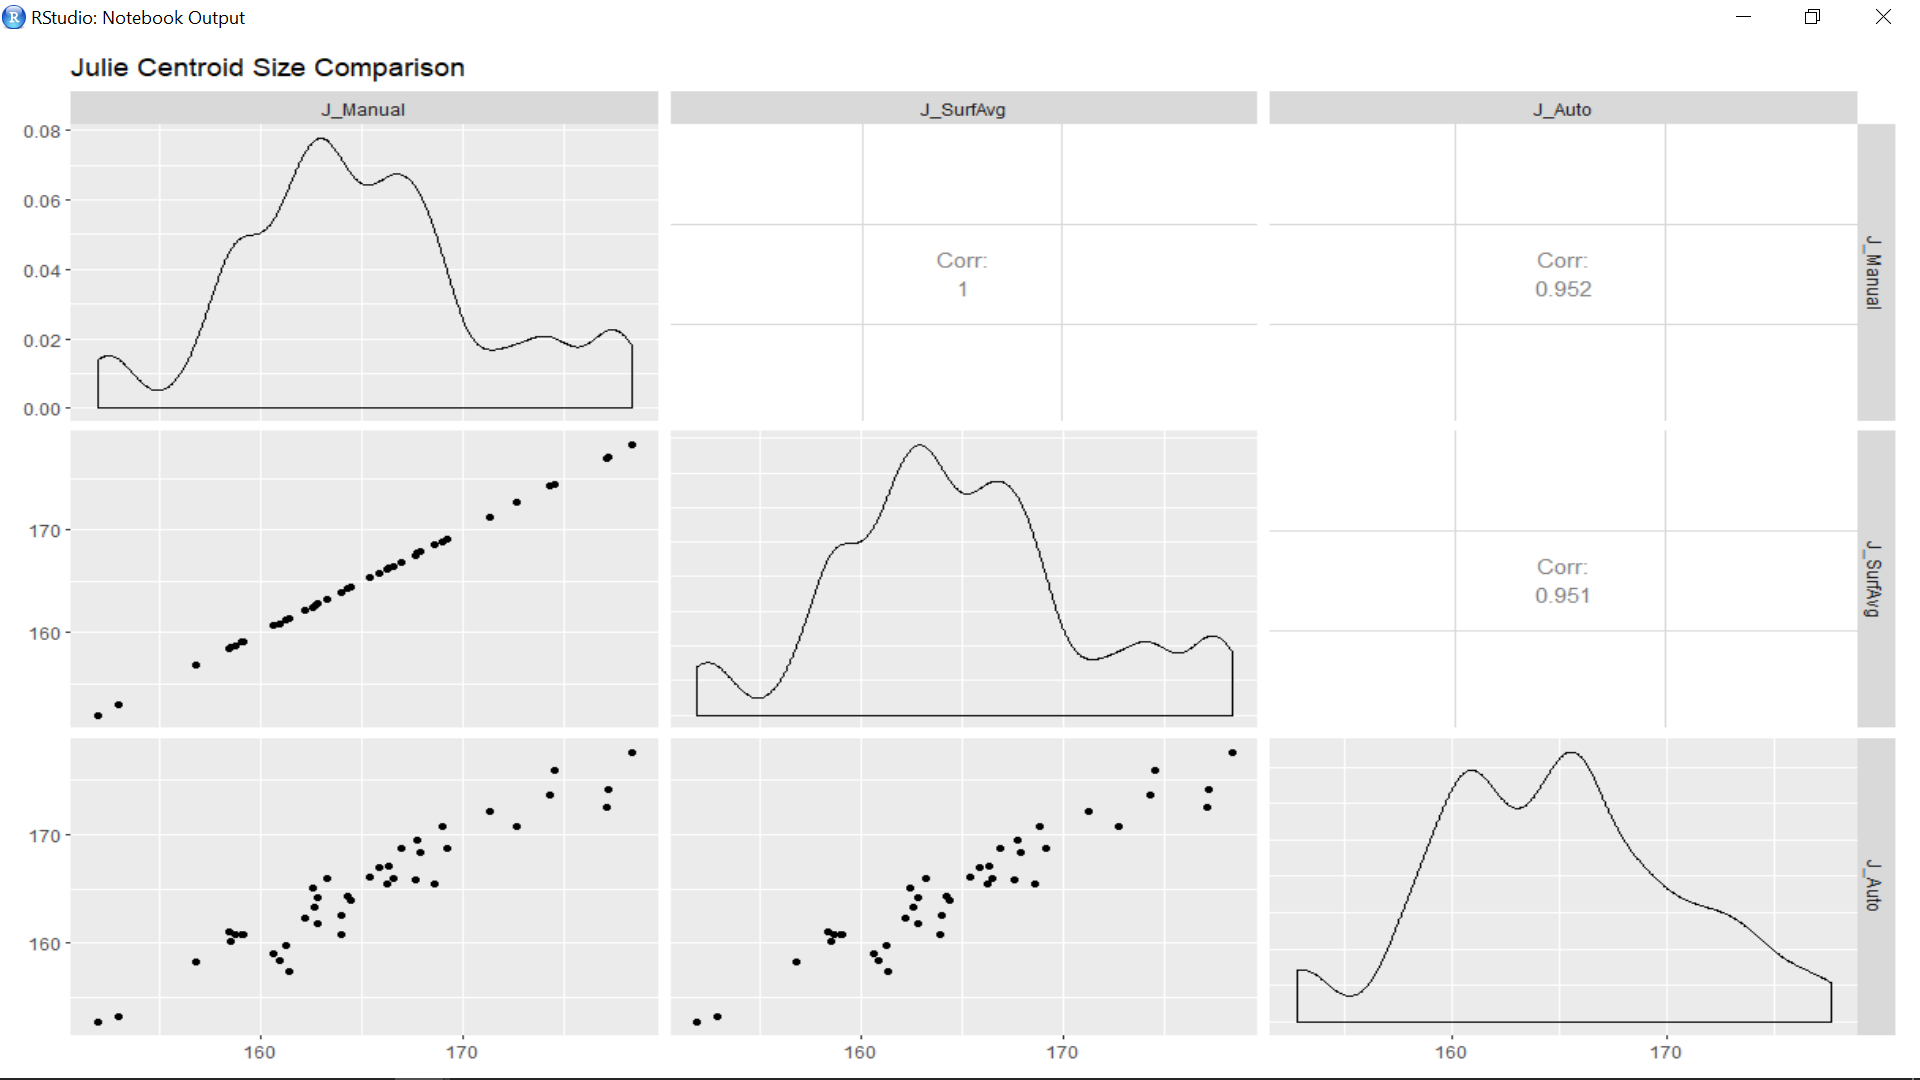 RStudio: Notebook Output
Julie Centroid Size Comparison
J_Manual
J_SurfAvg
J_Auto
0.08
0.06
0.04
0.02
0.00
Corr:
1
Corr:
0.952
J_Manual
170
160
Corr:
0.951
J_SurfAvg
170
160
J_Auto
160
170
160
170
160
170